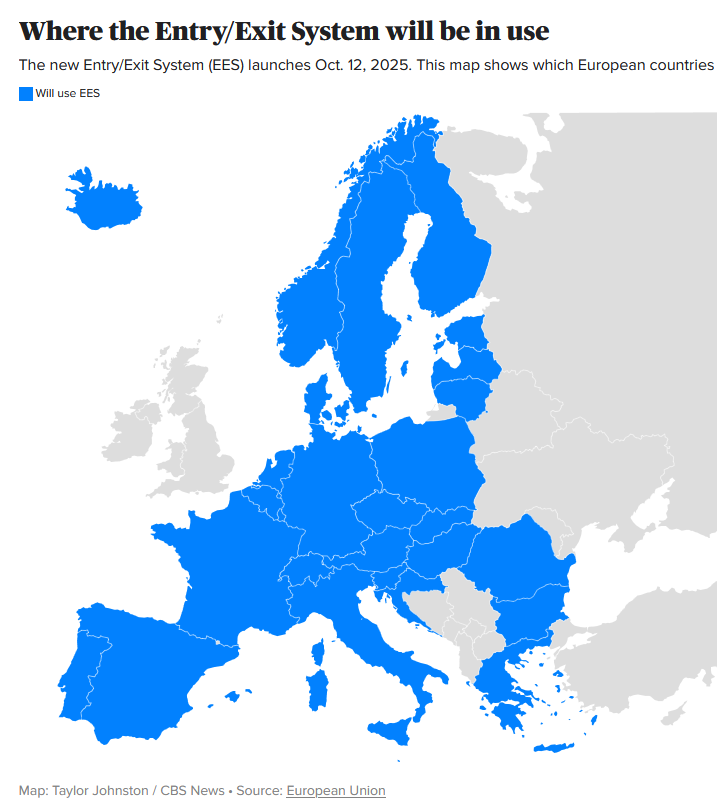 Where the Entry/Exit System will be in use
The new Entry/Exit System (EES) launches Oct. 12, 2025. This map shows which European countries
Will use EES
Map: Taylor Johnston / CBS News • Source: European Union